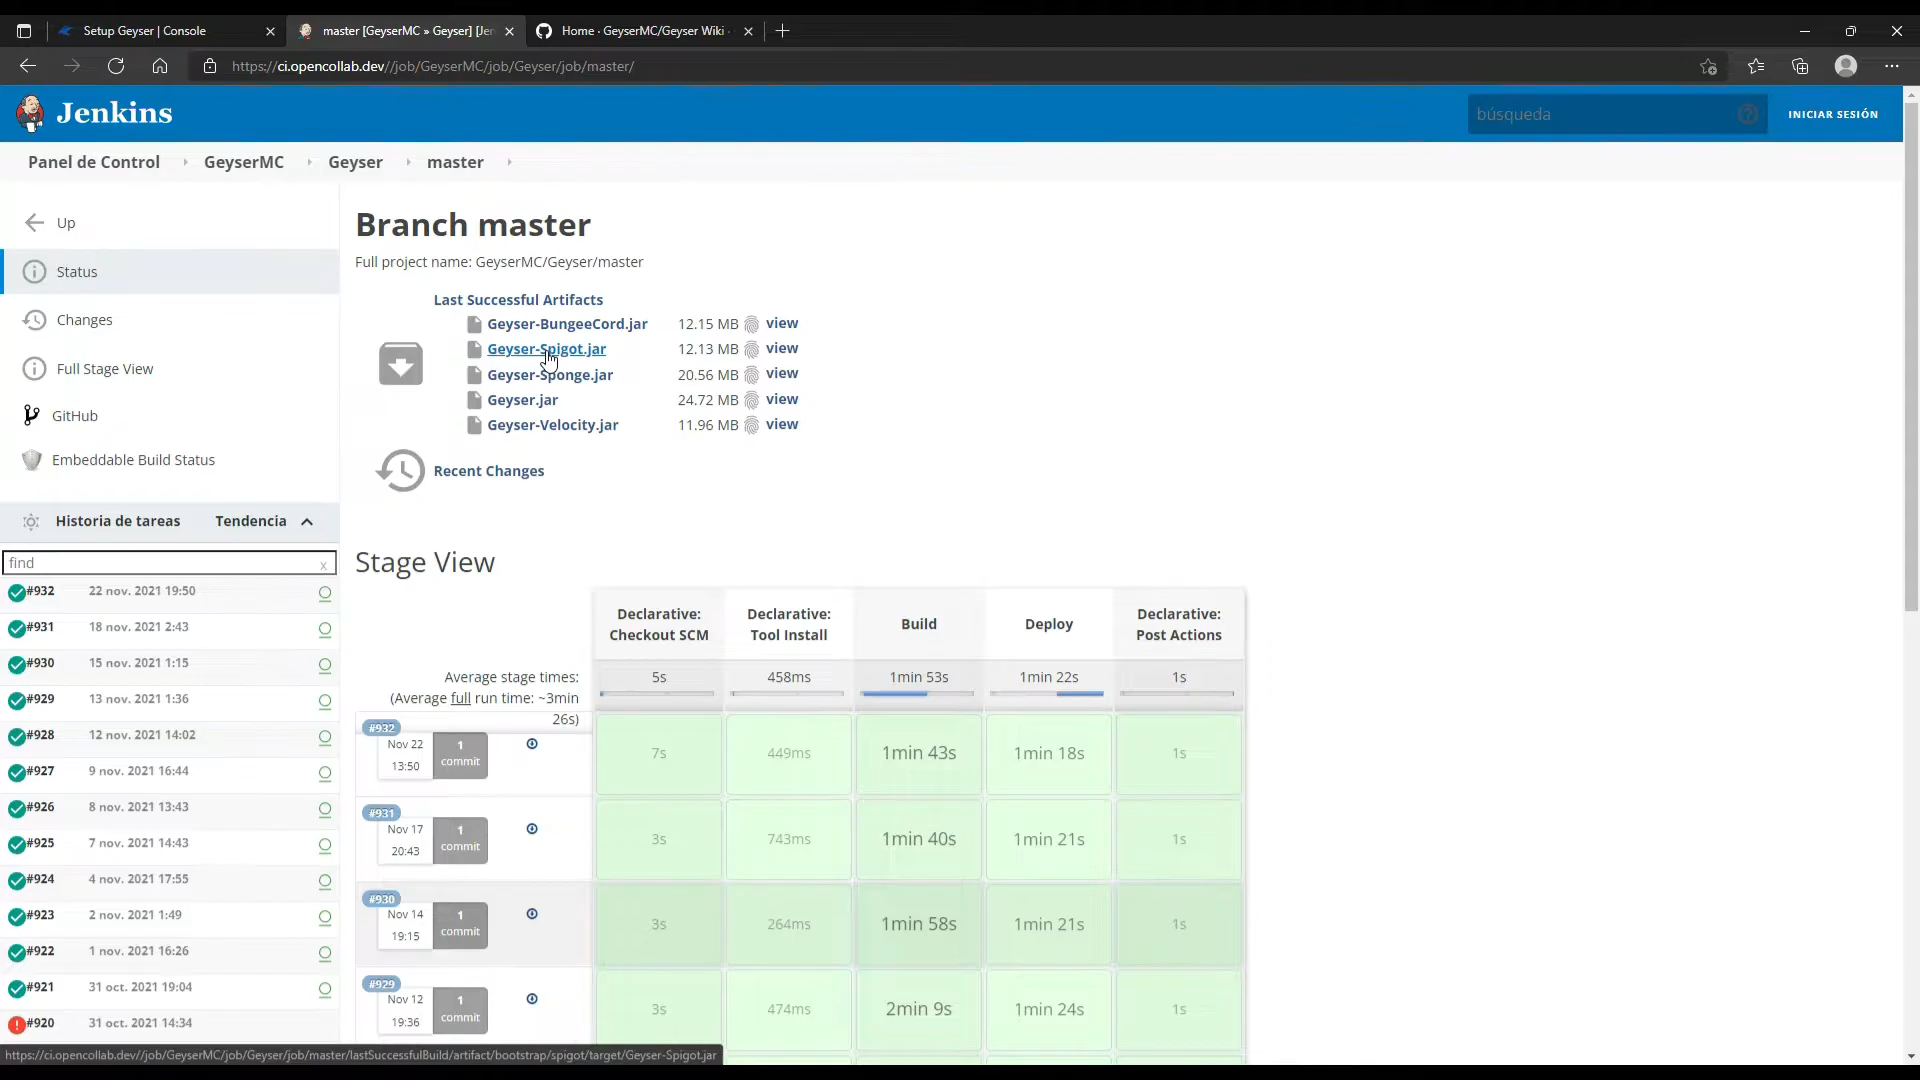 Setup Geyser | Console
master [GeyserMC » Geyser] [Jen
Home · GeyserMC/Geyser Wiki ·
https://ci.opencollab.dev//job/GeyserMC/job/Geyser/job/master/
Jenkins
búsqueda
INICIAR SESIÓN
Panel de Control
GeyserMC
Geyser
master
Up
Status
Changes
Full Stage View
GitHub
Embeddable Build Status
Historia de tareas Tendencia
find x
#932 22 nov. 2021 19:50
#931 18 nov. 2021 2:43
#930 15 nov. 2021 1:15
#929 13 nov. 2021 1:36
#928 12 nov. 2021 14:02
#927 9 nov. 2021 16:44
#926 8 nov. 2021 13:43
#925 7 nov. 2021 14:43
#924 4 nov. 2021 17:55
#923 2 nov. 2021 1:49
#922 1 nov. 2021 16:26
#921 31 oct. 2021 19:04
#920 31 oct. 2021 14:34
Branch master
Full project name: GeyserMC/Geyser/master
Last Successful Artifacts
Geyser-BungeeCord.jar 12.15 MB view
Geyser-Spigot.jar 12.13 MB view
Geyser-Sponge.jar 20.56 MB view
Geyser.jar 24.72 MB view
Geyser-Velocity.jar 11.96 MB view
Recent Changes
Stage View
Declarative:
Checkout SCM
Declarative:
Tool Install
Build
Deploy
Declarative:
Post Actions
Average stage times:
(Average full run time: ~3min
26s)
5s 458ms 1min 53s 1min 22s 1s
#932
Nov 22
13:50
1
commit
7s 449ms 1min 43s 1min 18s 1s
#931
Nov 17
20:43
1
commit
3s 743ms 1min 40s 1min 21s 1s
#930
Nov 14
19:15
1
commit
3s 264ms 1min 58s 1min 21s 1s
#929
Nov 12
19:36
1
commit
3s 474ms 2min 9s 1min 24s 1s
https://ci.opencollab.dev//job/GeyserMC/job/Geyser/job/master/lastSuccessfulBuild/artifact/bootstrap/spigot/target/Geyser-Spigot.jar